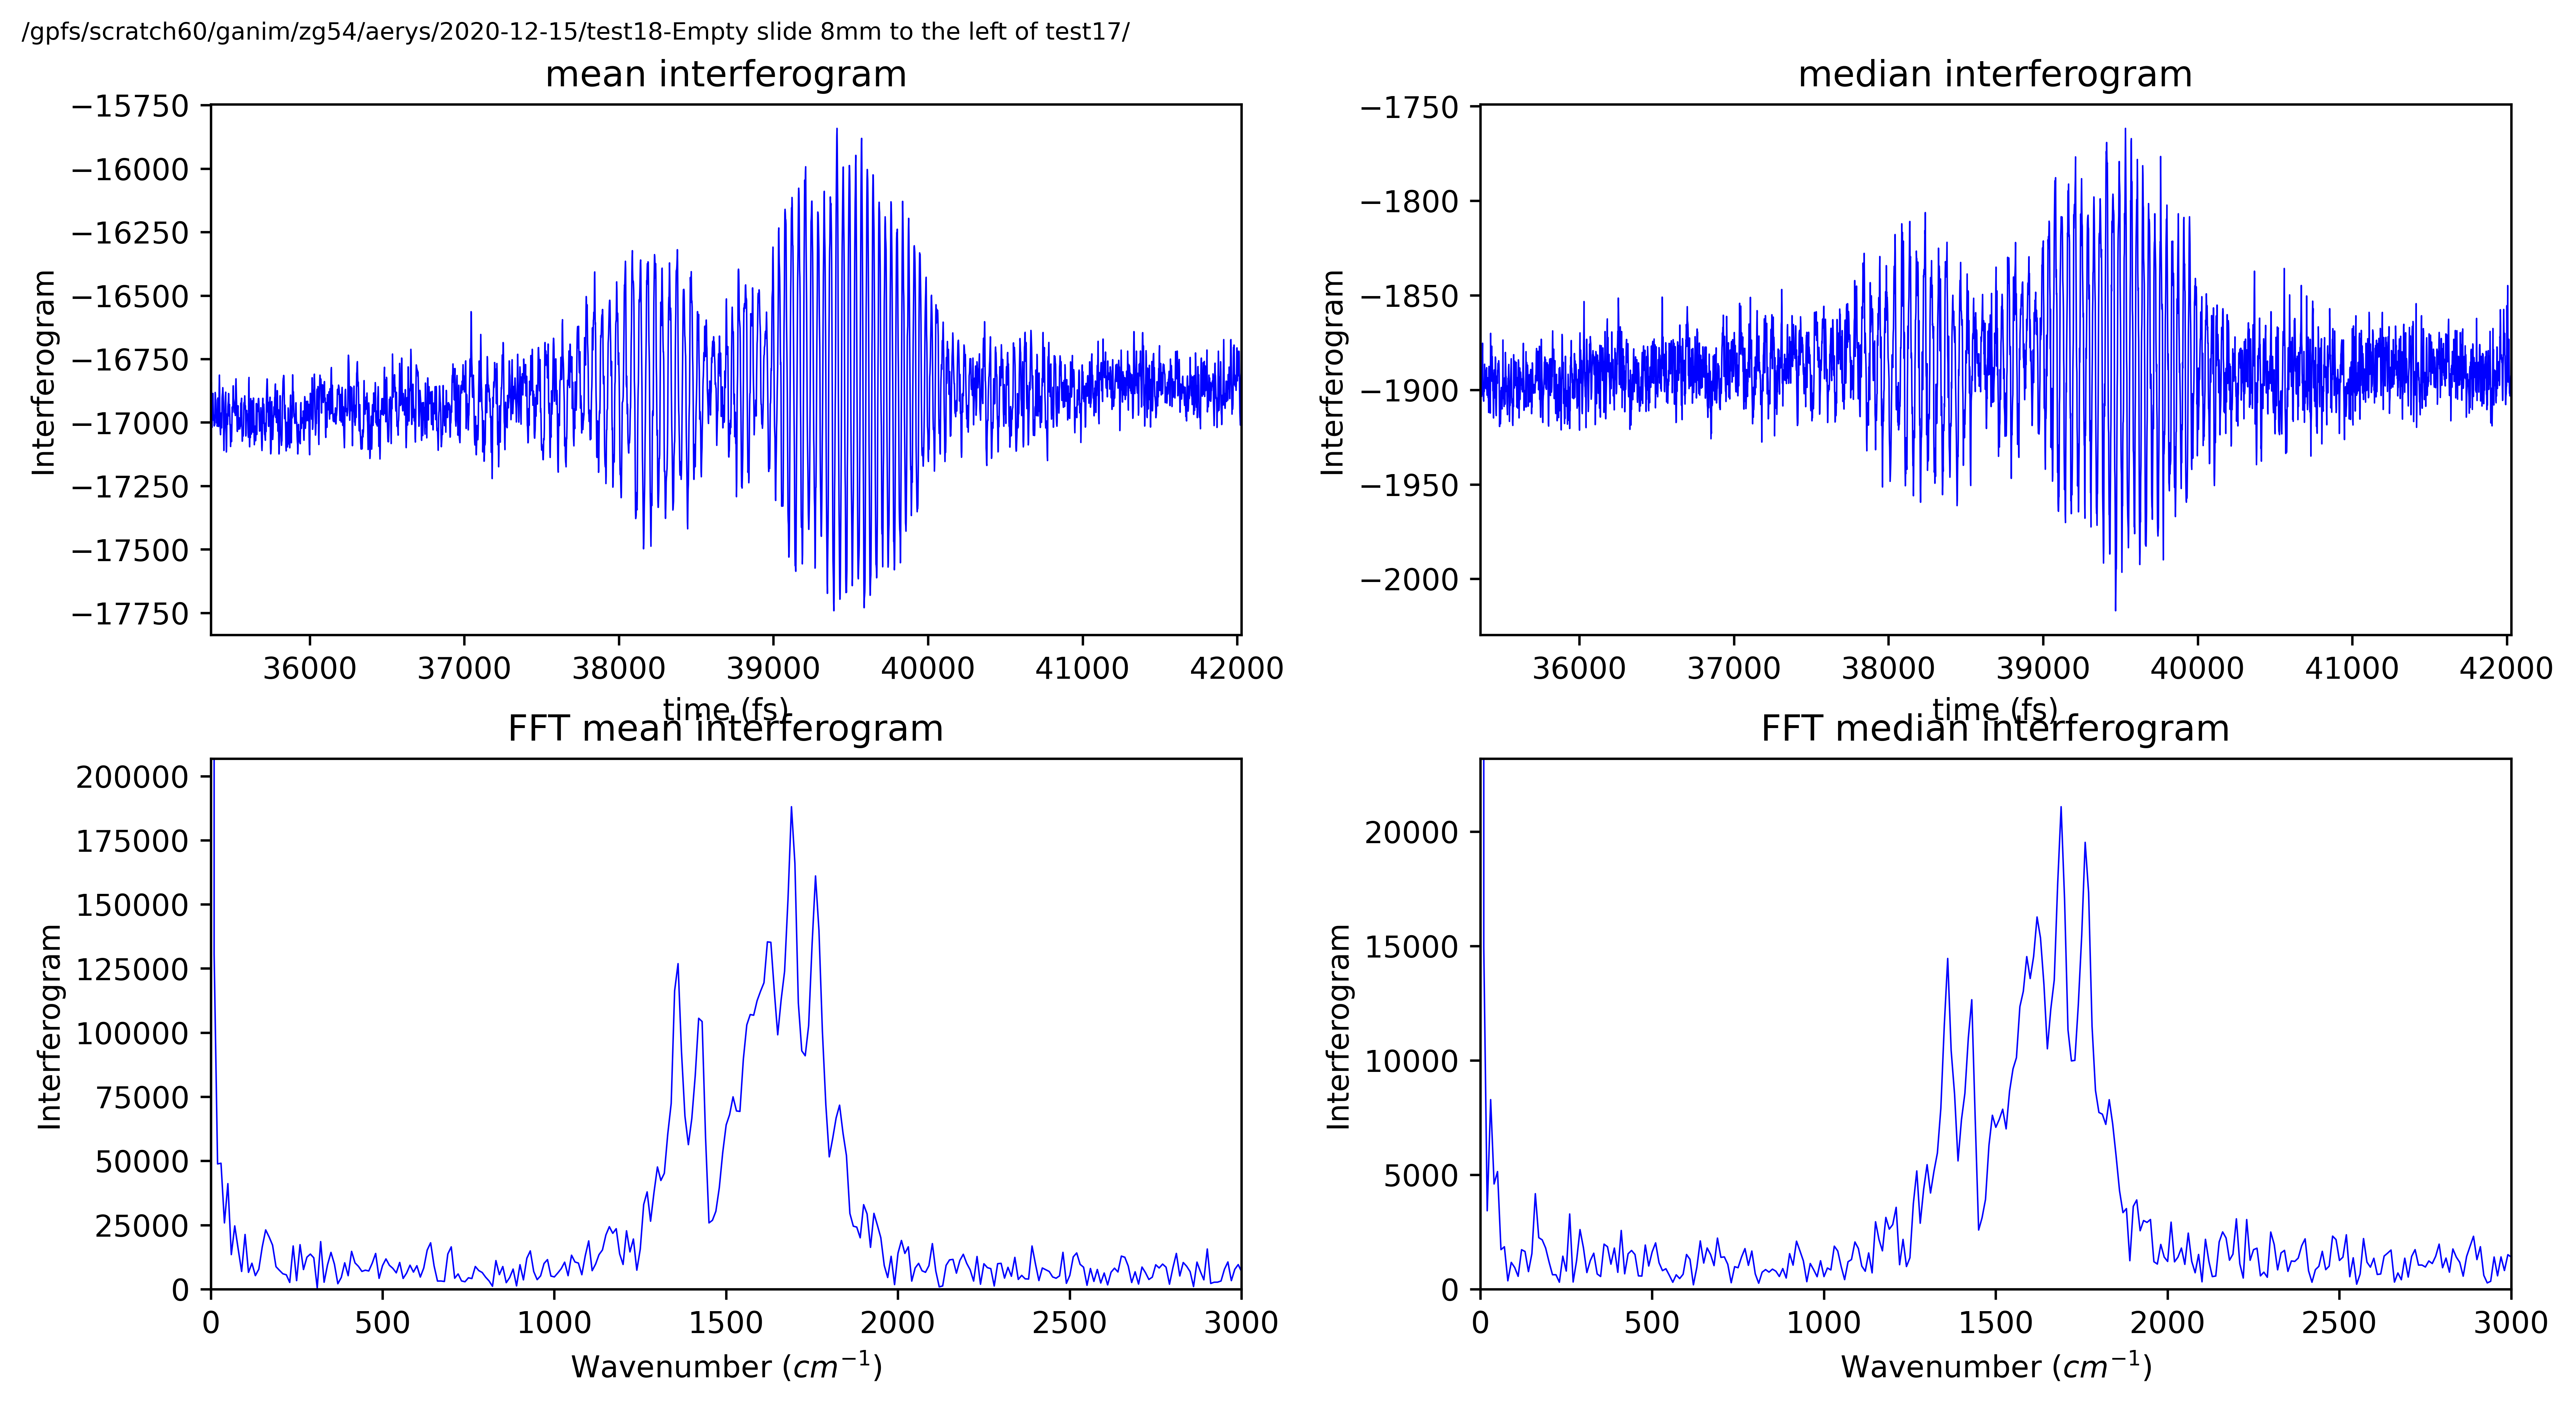 /gpfs/scratch60/ganim/zg54/aerys/2020-12-15/test18-Empty slide 8mm to the left of test17/
mean interferogram
Interferogram
−15750
−16000
−16250
−16500
−16750
−17000
−17250
−17500
−17750
36000 37000 38000 39000 40000 41000 42000
time (fs)
median interferogram
Interferogram
−1750
−1800
−1850
−1900
−1950
−2000
36000 37000 38000 39000 40000 41000 42000
time (fs)
FFT mean interferogram
Interferogram
200000
175000
150000
125000
100000
75000
50000
25000
0
0 500 1000 1500 2000 2500 3000
Wavenumber (cm⁻¹)
FFT median interferogram
Interferogram
20000
15000
10000
5000
0
0 500 1000 1500 2000 2500 3000
Wavenumber (cm⁻¹)